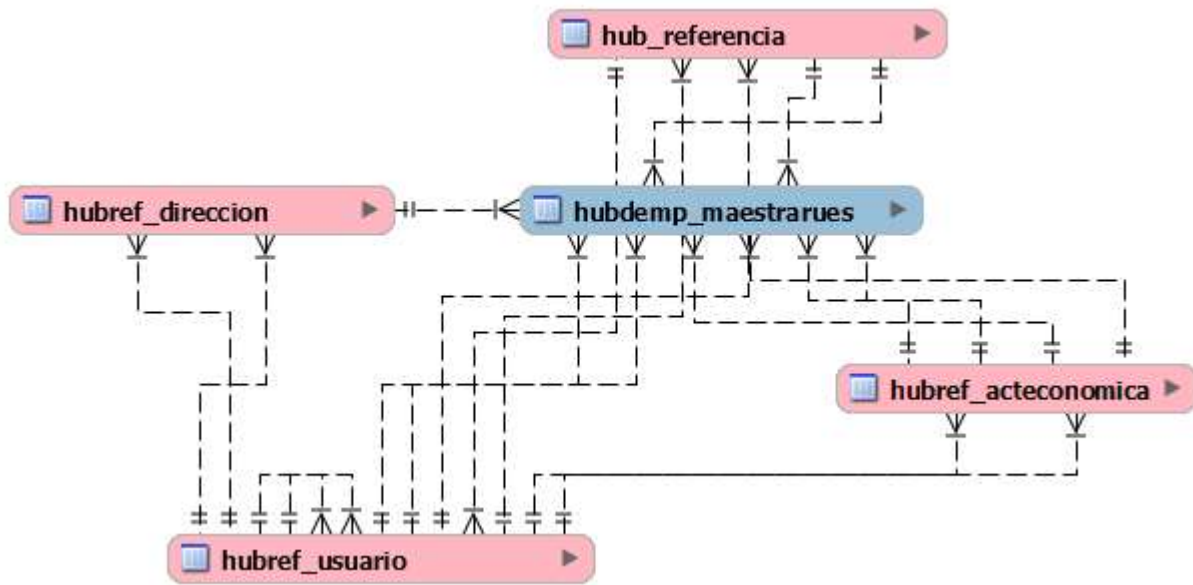 hub_referencia
hubref_direccion
hubdemp_maestrarues
hubref_acteconomica
hubref_usuario